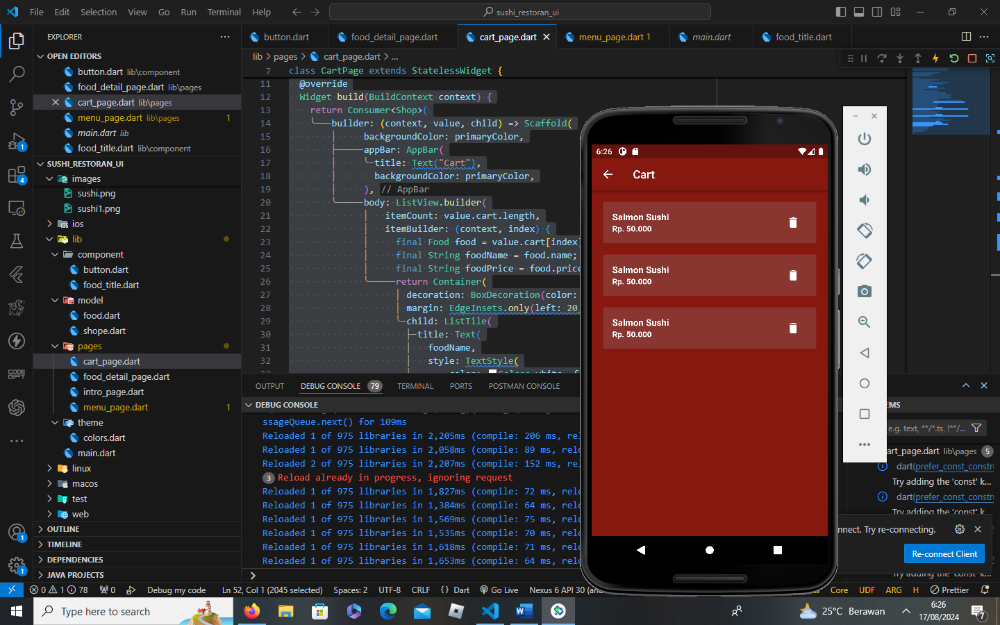 File Edit Selection View Go Run Terminal Help
sushi_restoran_ui
EXPLORER
OPEN EDITORS
button.dart lib\component
food_detail_page.dart lib\pages
cart_page.dart lib\pages
menu_page.dart lib\pages 1
main.dart lib
food_title.dart lib\component
SUSHI_RESTORAN_UI
images
sushi.png
sushi1.png
ios
lib
component
button.dart
food_title.dart
model
food.dart
shope.dart
pages
cart_page.dart
food_detail_page.dart
intro_page.dart
menu_page.dart 1
theme
colors.dart
main.dart
linux
macos
test
web
OUTLINE
TIMELINE
DEPENDENCIES
JAVA PROJECTS
1
4
CODE
GPT
1
1
button.dart food_detail_page.dart cart_page.dart menu_page.dart 1 main.dart food_title.dart
lib > pages > cart_page.dart > ...
7 class CartPage extends StatelessWidget {
11 @override
12 Widget build(BuildContext context) {
13 return Consumer<Shop>(
14 builder: (context, value, child) => Scaffold(
15 backgroundColor: primaryColor,
16 appBar: AppBar(
17 title: Text("Cart"),
18 backgroundColor: primaryColor,
19 ), // AppBar
20 body: ListView.builder(
21 itemCount: value.cart.length,
22 itemBuilder: (context, index) {
23 final Food food = value.cart[index]
24 final String foodName = food.name;
25 final String foodPrice = food.price
26 return Container(
27 decoration: BoxDecoration(color:
28 margin: EdgeInsets.only(left: 20
29 child: ListTile(
30 title: Text(
31 foodName,
32 style: TextStyle(
OUTPUT DEBUG CONSOLE 79 TERMINAL PORTS POSTMAN CONSOLE
DEBUG CONSOLE
ssageQueue.next() for 109ms
Reloaded 1 of 975 libraries in 2,205ms (compile: 206 ms, rel
Reloaded 1 of 975 libraries in 2,058ms (compile: 89 ms, relo
Reloaded 2 of 975 libraries in 2,207ms (compile: 152 ms, rel
3 Reload already in progress, ignoring request
Reloaded 1 of 975 libraries in 1,827ms (compile: 72 ms, relo
Reloaded 1 of 975 libraries in 1,384ms (compile: 64 ms, relo
Reloaded 1 of 975 libraries in 1,569ms (compile: 75 ms, relo
Reloaded 1 of 975 libraries in 1,535ms (compile: 70 ms, relo
Reloaded 1 of 975 libraries in 1,618ms (compile: 71 ms, relo
Reloaded 1 of 975 libraries in 1,653ms (compile: 64 ms, relo
6:26
Cart
Salmon Sushi
Rp. 50.000
Salmon Sushi
Rp. 50.000
Salmon Sushi
Rp. 50.000
EMS
(e.g. text, **/*.ts, !**/...
art_page.dart lib\pages 5
dart(prefer_const_constru
Try adding the 'const' k...
dart(prefer_const_constru
Try adding the 'const' k...
nnect. Try re-connecting.
Re-connect Client
0 1 78 0 Debug my code Ln 52, Col 1 (2045 selected) Spaces: 2 UTF-8 CRLF {} Dart Go Live Nexus 6 API 30 (and Core UDF ARG H Prettier
Type here to search
25°C Berawan
6:26
17/08/2024
7